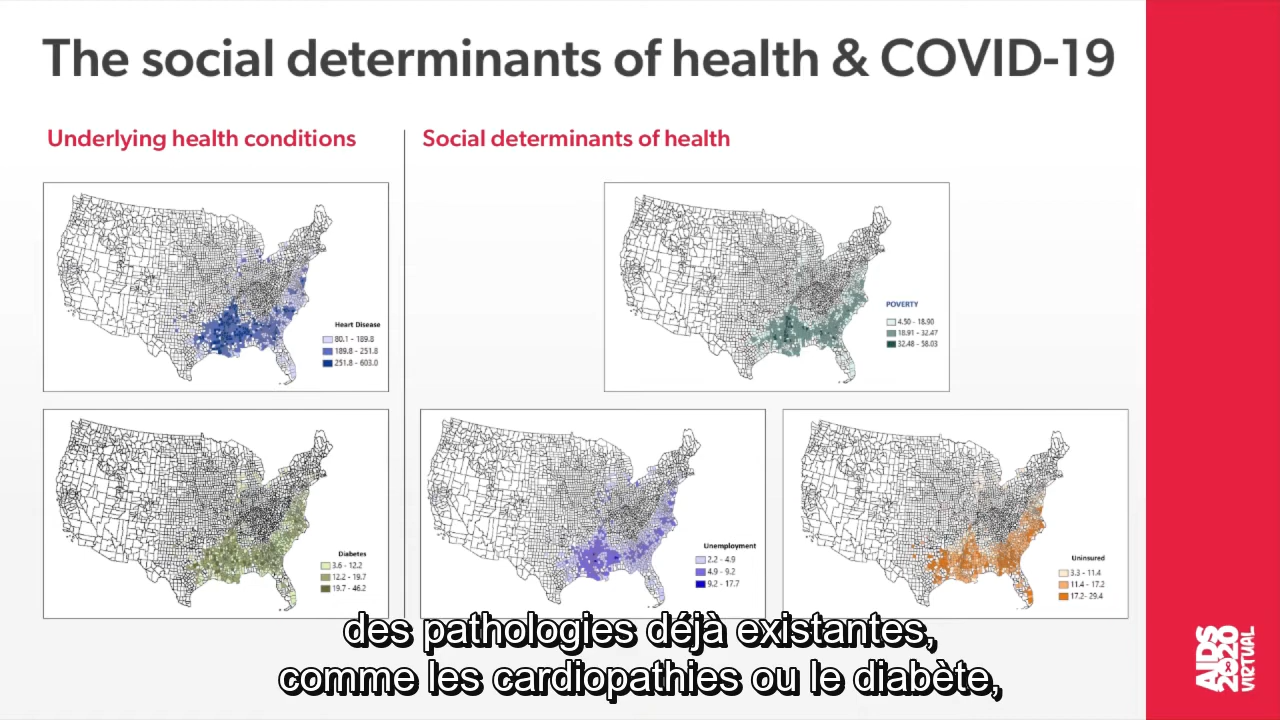 The social determinants of health & COVID-19
Underlying health conditions
Social determinants of health
Heart Disease
80.1 - 189.8
189.8 - 251.8
251.8 - 603.0
POVERTY
4.50 - 18.90
18.91 - 32.47
32.48 - 58.03
Diabetes
3.6 - 12.2
12.2 - 19.7
19.7 - 46.2
Unemployment
2.2 - 4.9
4.9 - 9.2
9.2 - 17.7
Uninsured
3.3 - 11.4
11.4 - 17.2
17.2- 29.4
des pathologies déjà existantes,
comme les cardiopathies ou le diabète,
AIDS
2020
VIRTUAL